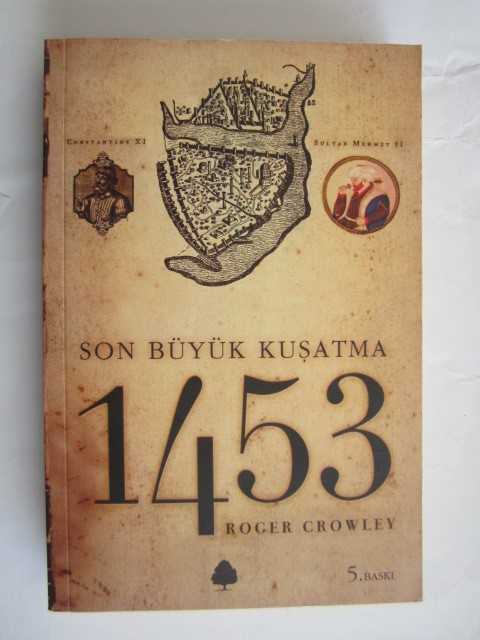 CONSTANTINE XI
SULTAN MEHMET II
SON BÜYÜK KUŞATMA
1453
ROGER CROWLEY
5. BASKI